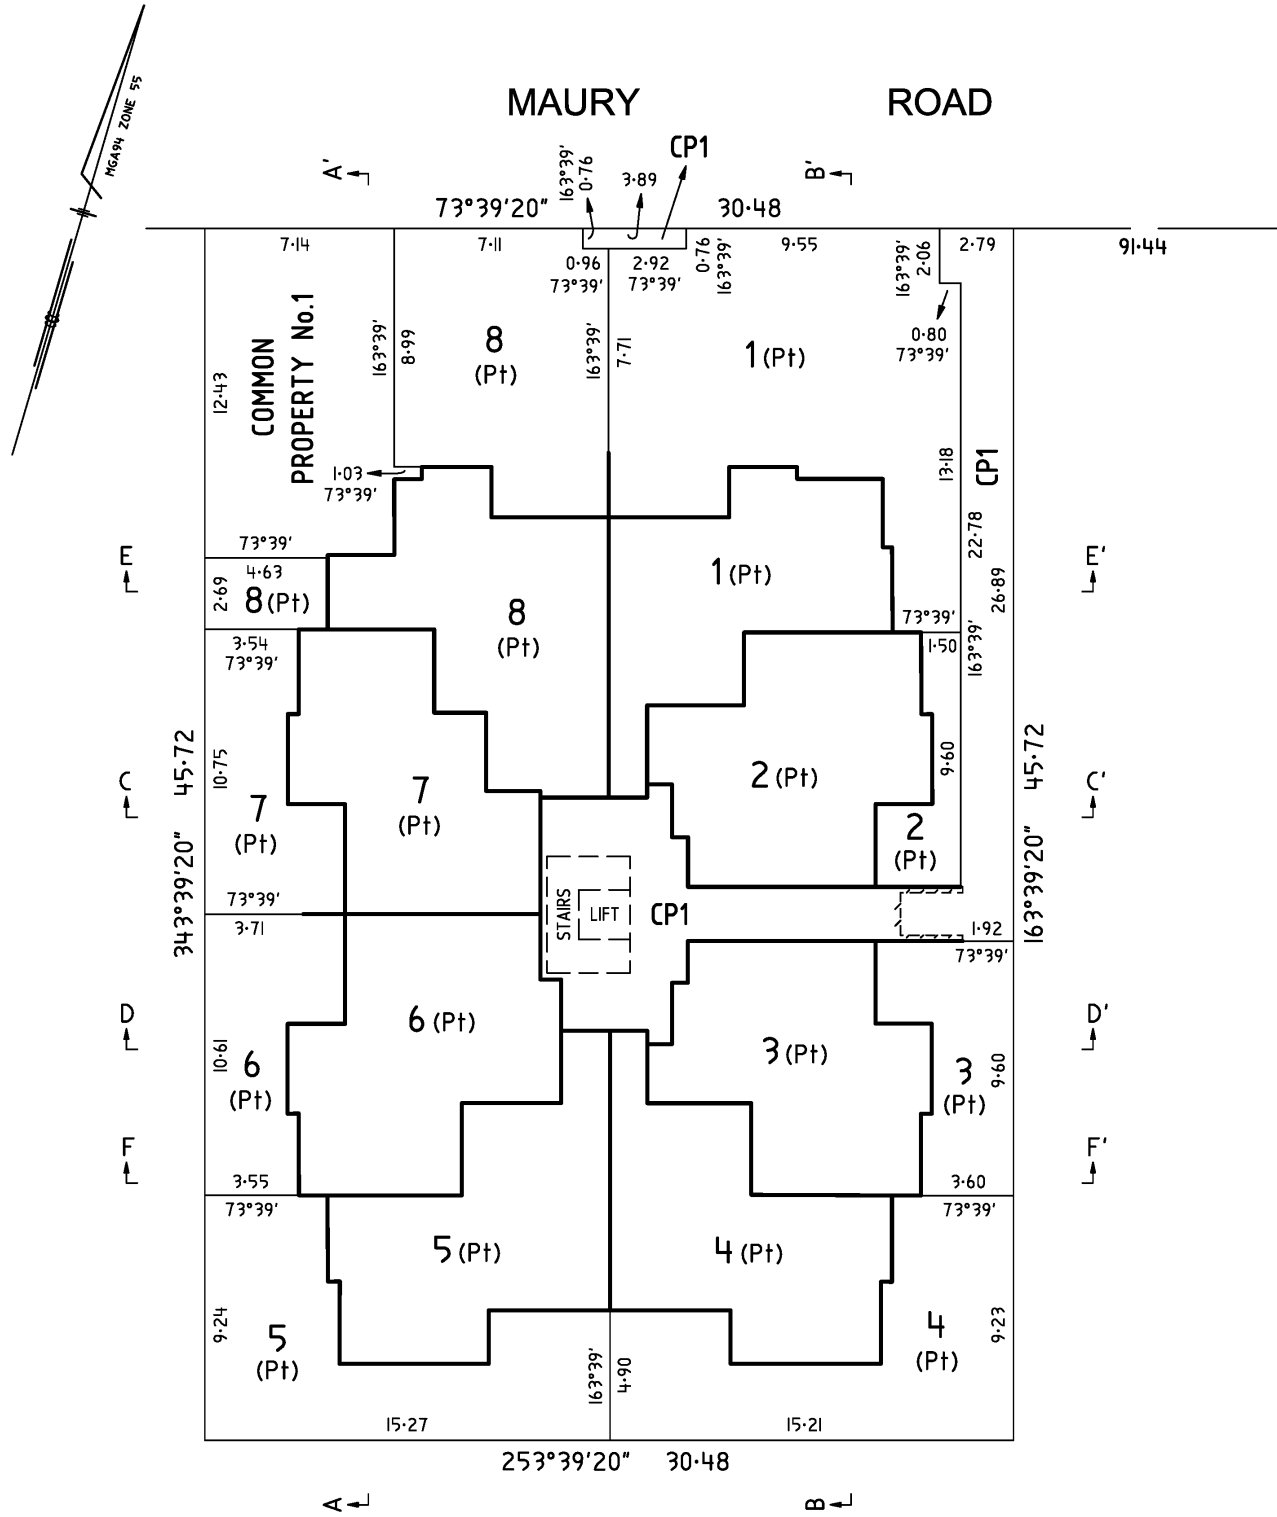 MGA94 ZONE 55
MAURY ROAD
CP1
A'
B'
163°39'
0·76
3·89
73°39'20"
30·48
7·14
7·11
9·55
2·79
91·44
0·96
73°39'
2·92
73°39'
0·76
163°39'
163°39'
2·06
0·80
73°39'
COMMON
PROPERTY No.1
12·43
163°39'
8·99
8
(Pt)
163°39'
7·71
1 (Pt)
1·03
73°39'
13·18
CP1
22·78
26·89
E
E'
73°39'
4·63
2·69
8 (Pt)
8
(Pt)
1 (Pt)
73°39'
1·50
163°39'
3·54
73°39'
45·72
10·75
9·60
45·72
C
C'
7
(Pt)
7
(Pt)
2 (Pt)
2
(Pt)
343°39'20"
73°39'
3·71
STAIRS
LIFT
CP1
1·92
73°39'
163°39'20"
D
D'
6 (Pt)
3 (Pt)
10·61
6
(Pt)
3
(Pt)
9·60
F
F'
3·55
73°39'
3·60
73°39'
5 (Pt)
4 (Pt)
9·24
5
(Pt)
163°39'
4·90
4
(Pt)
9·23
15·27
15·21
253°39'20"
30·48
A
B